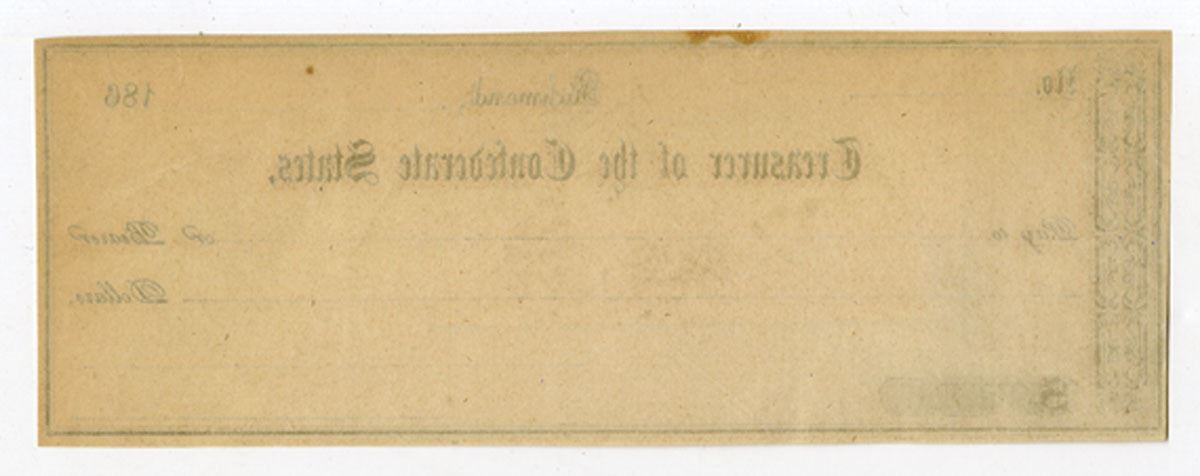 No. Richmond, 186
Treasurer of the Confederate States,
Pay to or Bearer
Dollars.
$